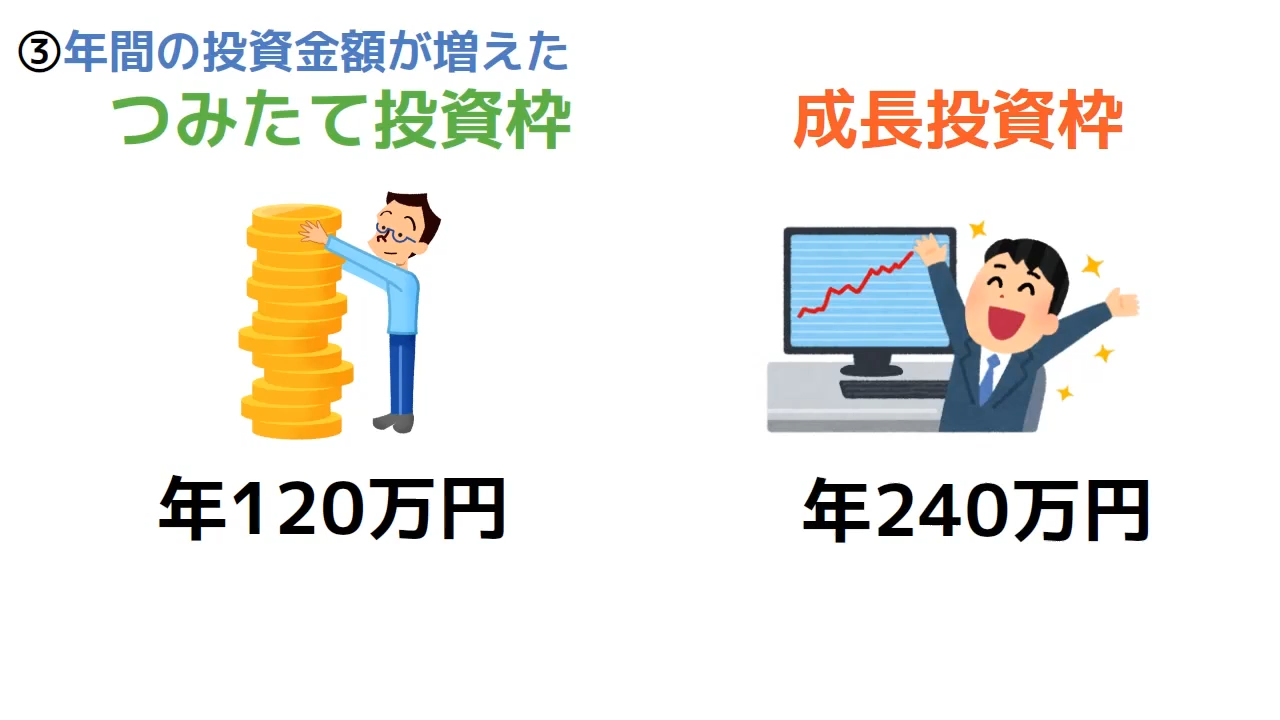 ③年間の投資金額が増えた
つみたて投資枠
成長投資枠
年120万円
年240万円